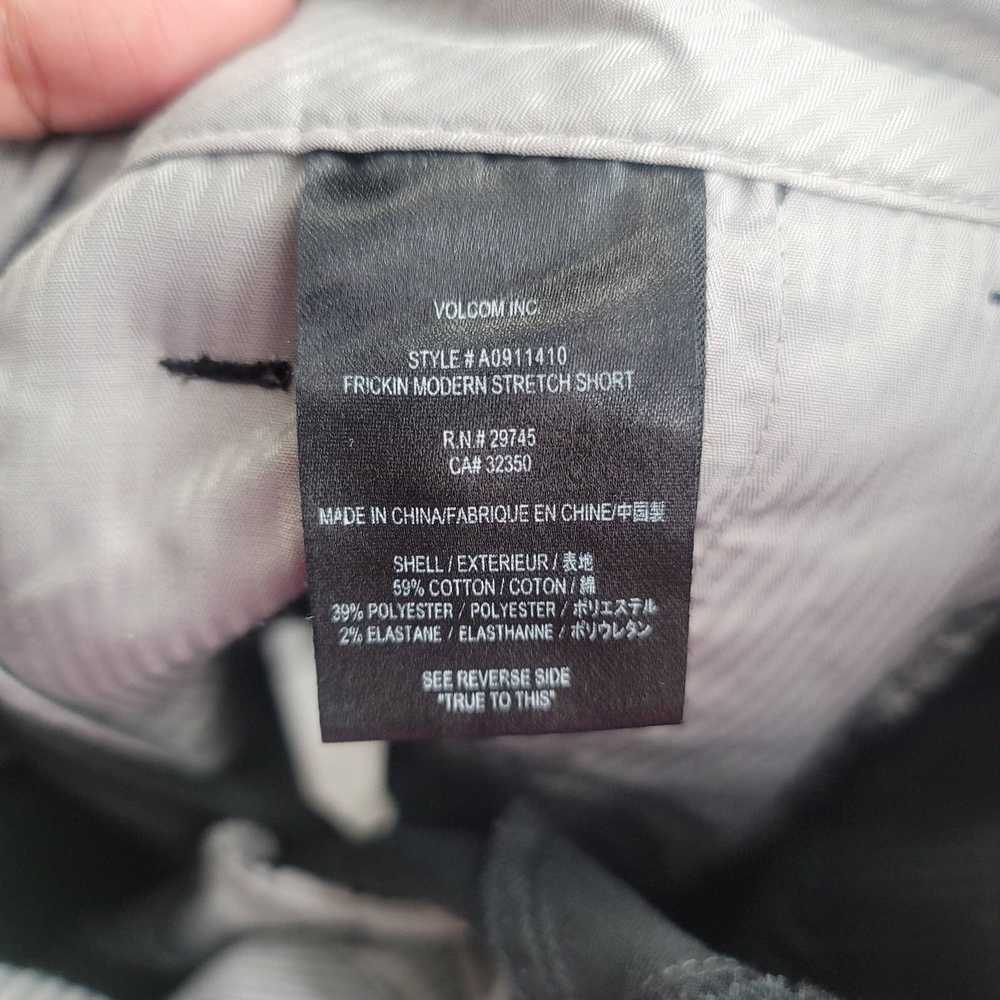 VOLCOM INC
STYLE # A0911410
FRICKIN MODERN STRETCH SHORT
R.N.# 29745
CA# 32350
MADE IN CHINA/FABRIQUE EN CHINE/中国製
SHELL / EXTERIEUR / 表地
59% COTTON / COTON / 綿
39% POLYESTER / POLYESTER / ポリエステル
2% ELASTANE / ELASTHANNE / ポリウレタン
SEE REVERSE SIDE
"TRUE TO THIS"